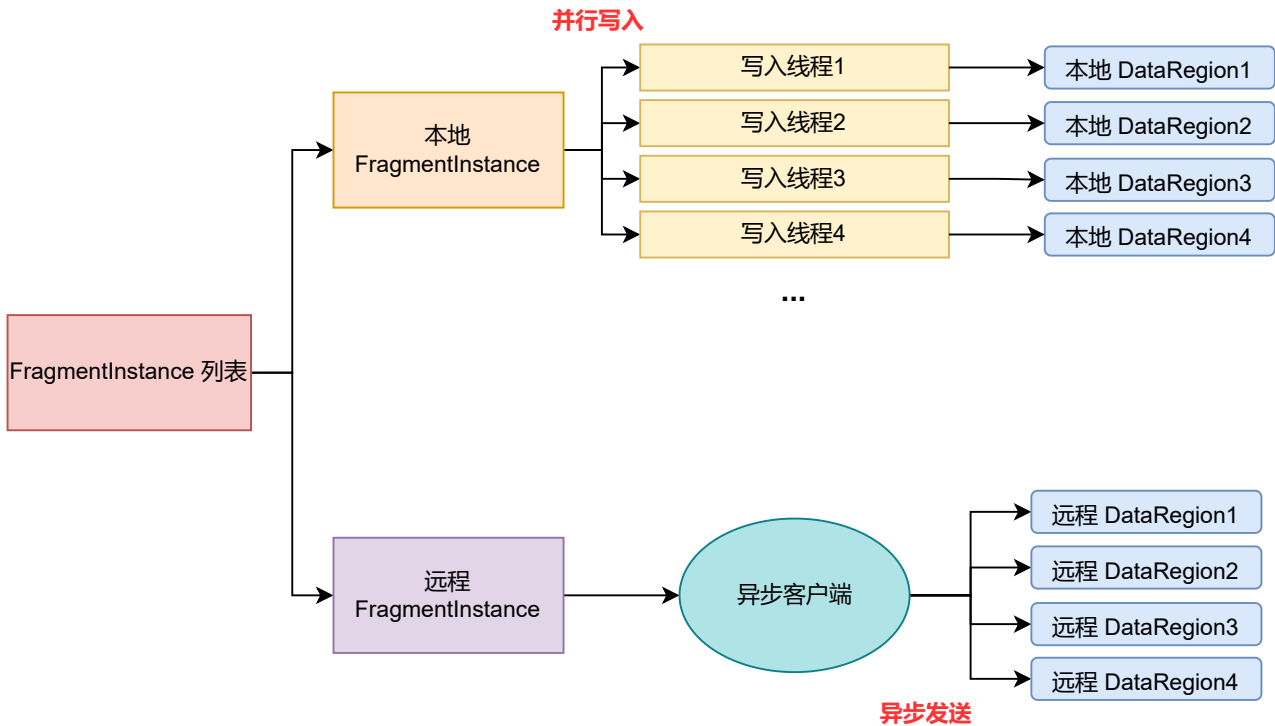 并行写入
写入线程1
本地 DataRegion1
本地
FragmentInstance
写入线程2
本地 DataRegion2
写入线程3
本地 DataRegion3
写入线程4
本地 DataRegion4
...
FragmentInstance 列表
远程
FragmentInstance
异步客户端
远程 DataRegion1
远程 DataRegion2
远程 DataRegion3
远程 DataRegion4
异步发送